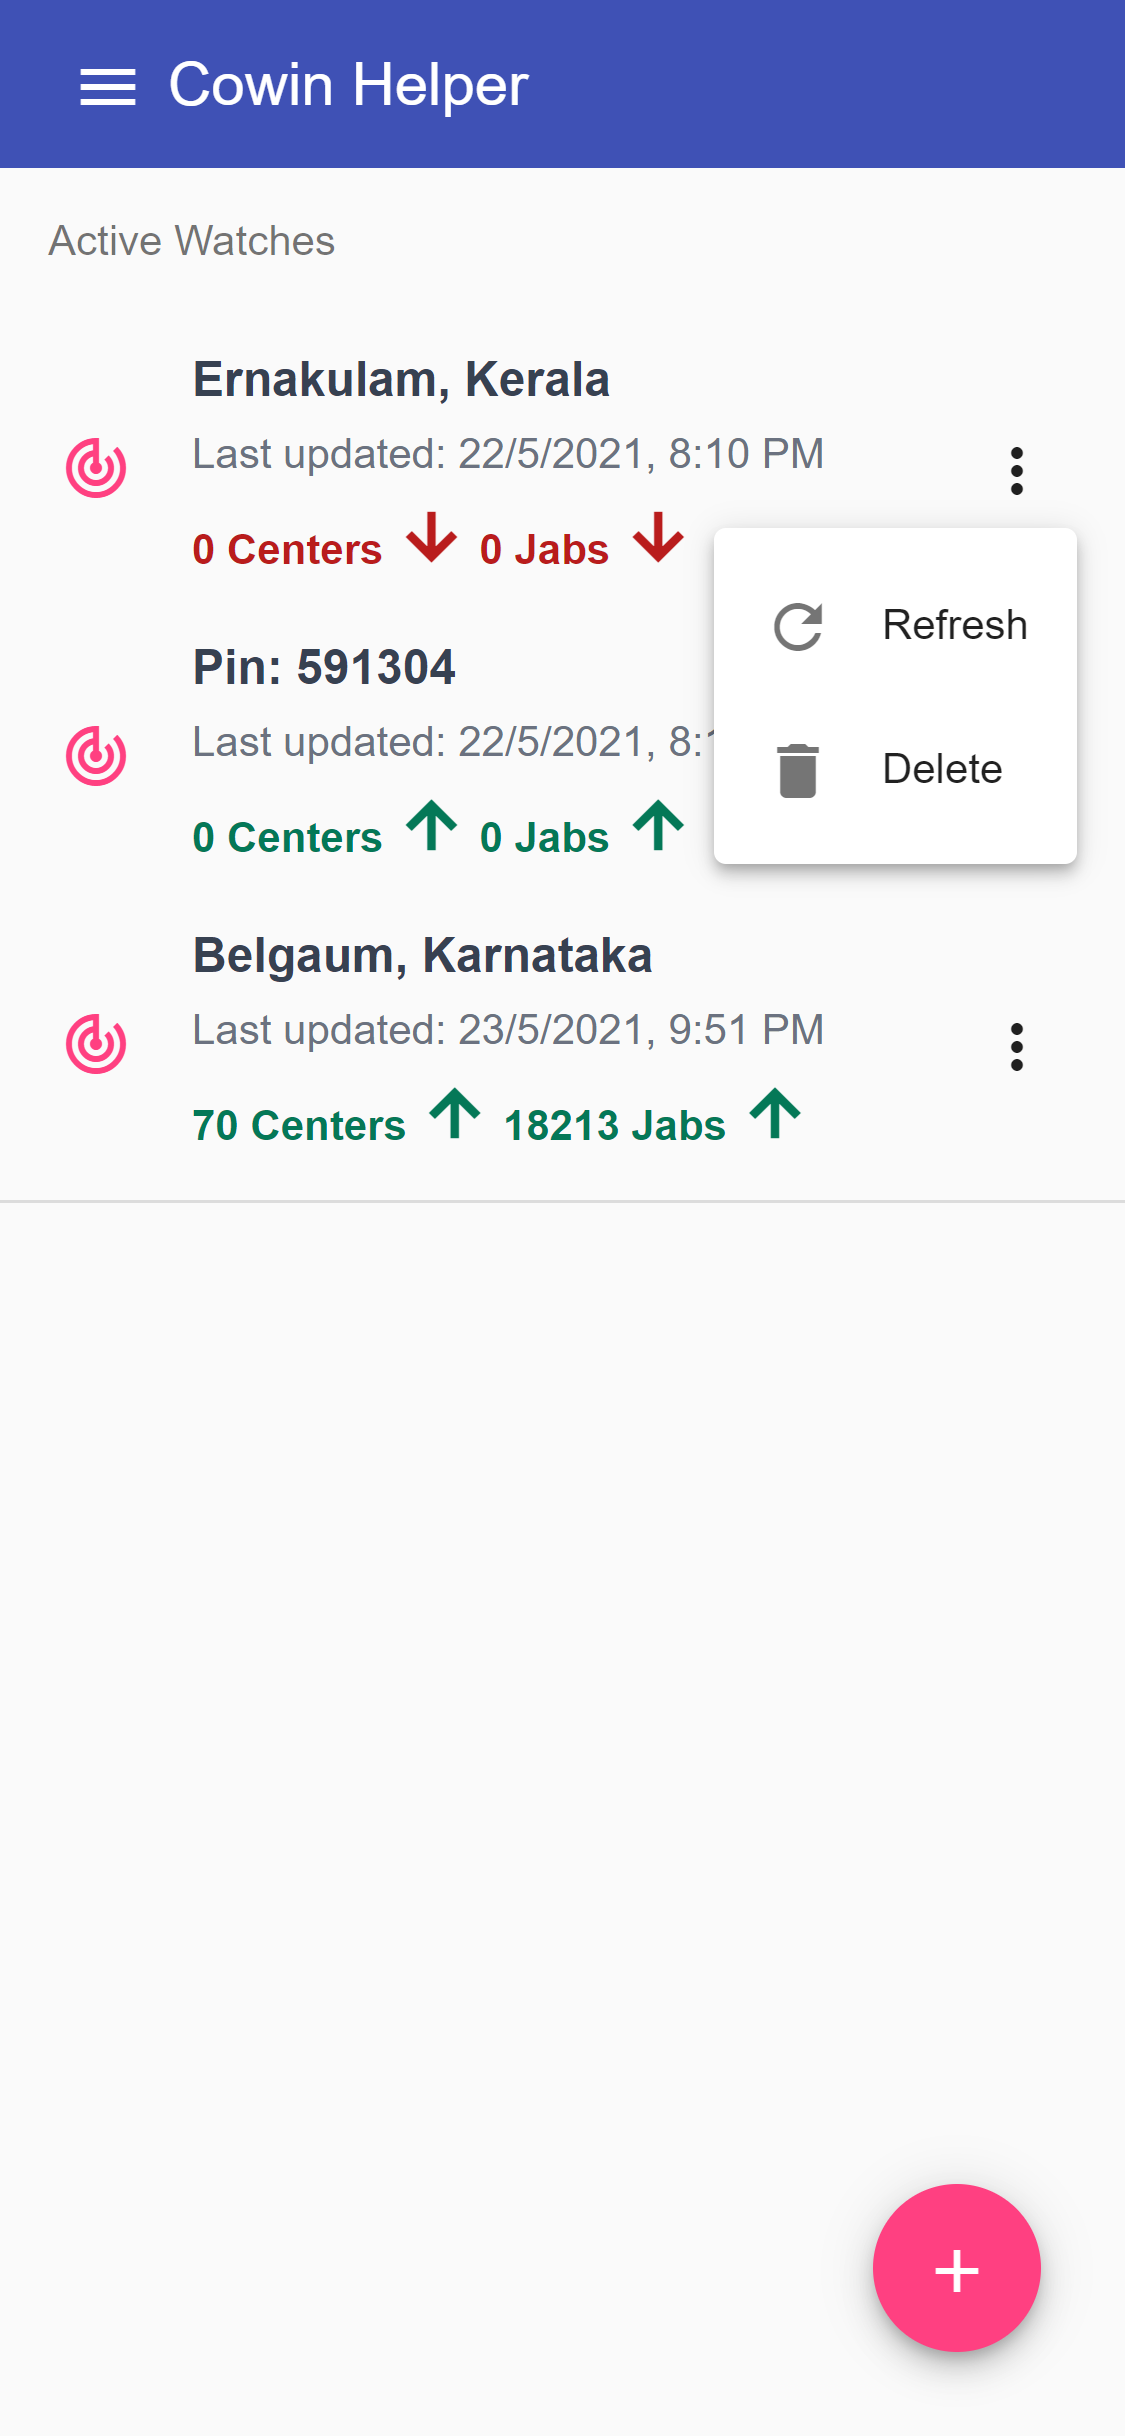 Cowin Helper
Active Watches
Ernakulam, Kerala
Last updated: 22/5/2021, 8:10 PM
0 Centers 0 Jabs
Refresh
Pin: 591304
Last updated: 22/5/2021,
Delete
0 Centers 0 Jabs
Belgaum, Karnataka
Last updated: 23/5/2021, 9:51 PM
70 Centers 18213 Jabs